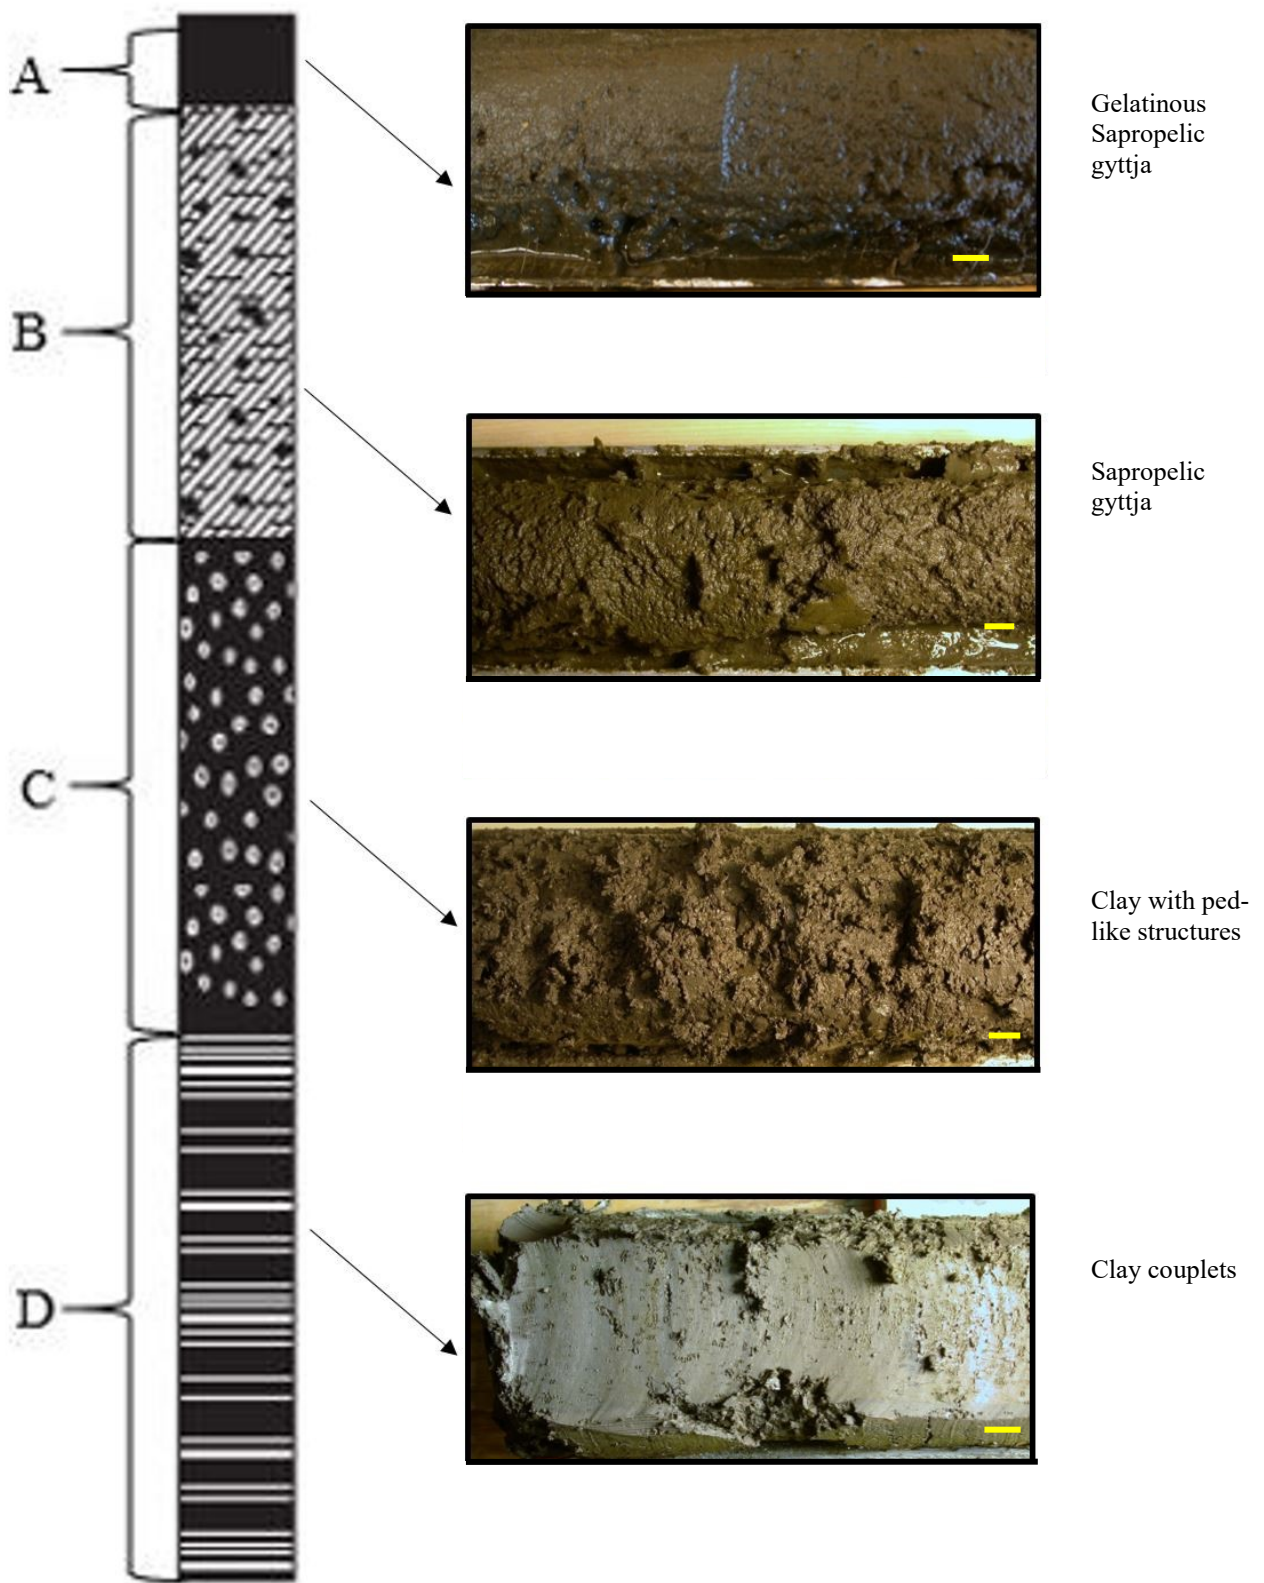 A
Gelatinous
Sapropelic
gyttja
B
Sapropelic
gyttja
C
Clay with ped-
like structures
D
Clay couplets